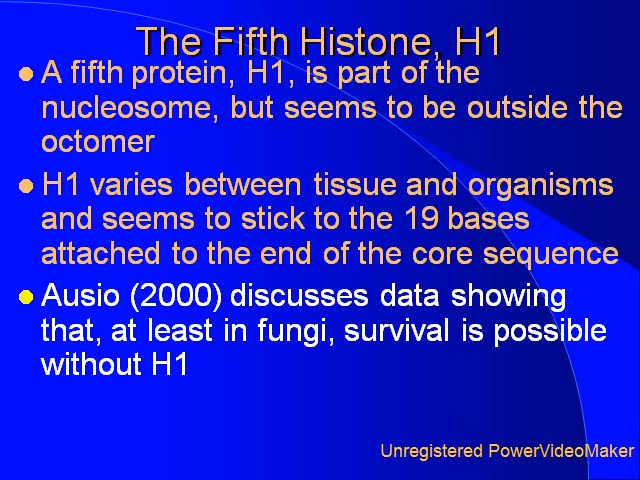 The Fifth Histone, H1
A fifth protein, H1, is part of the
nucleosome, but seems to be outside the
octomer
H1 varies between tissue and organisms
and seems to stick to the 19 bases
attached to the end of the core sequence
Ausio (2000) discusses data showing
that, at least in fungi, survival is possible
without H1
Unregistered PowerVideoMaker